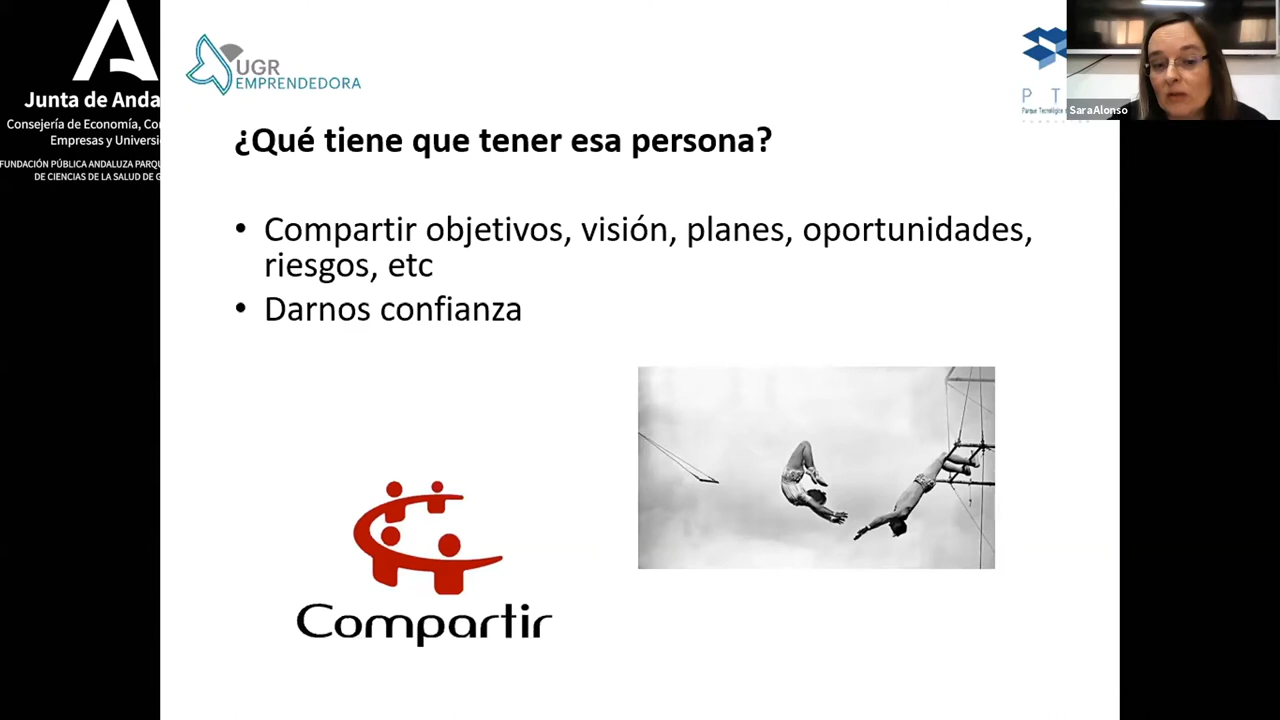 Junta de Anda
Consejería de Economía, Co
Empresas y Universi
FUNDACIÓN PÚBLICA ANDALUZA PARQU
DE CIENCIAS DE LA SALUD DE G
UGR
EMPRENDEDORA
P T
Parque Tecnológico
Sara Alonso
¿Qué tiene que tener esa persona?
• Compartir objetivos, visión, planes, oportunidades,
riesgos, etc
• Darnos confianza
Compartir